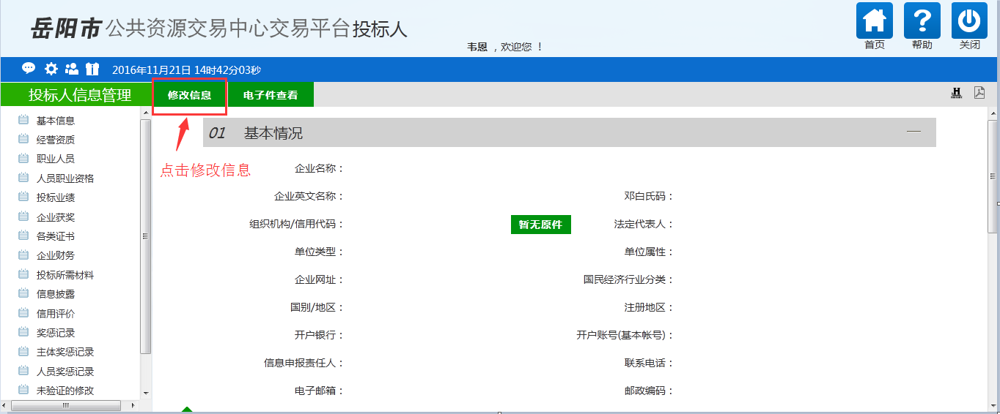 岳阳市公共资源交易中心交易平台投标人
韦恩 ，欢迎您 ！
首页
帮助
关闭
2016年11月21日 14时42分03秒
投标人信息管理
修改信息
电子件查看
基本信息
经营资质
职业人员
人员职业资格
投标业绩
企业获奖
各类证书
企业财务
投标所需材料
信息披露
信用评价
奖惩记录
主体奖惩记录
人员奖惩记录
未验证的修改
点击修改信息
01 基本情况
企业名称：
企业英文名称：
邓白氏码：
组织机构/信用代码：
暂无原件
法定代表人：
单位类型：
单位属性：
企业网址：
国民经济行业分类：
国别/地区：
注册地区：
开户银行：
开户账号(基本帐号)：
信息申报责任人：
联系电话：
电子邮箱：
邮政编码：